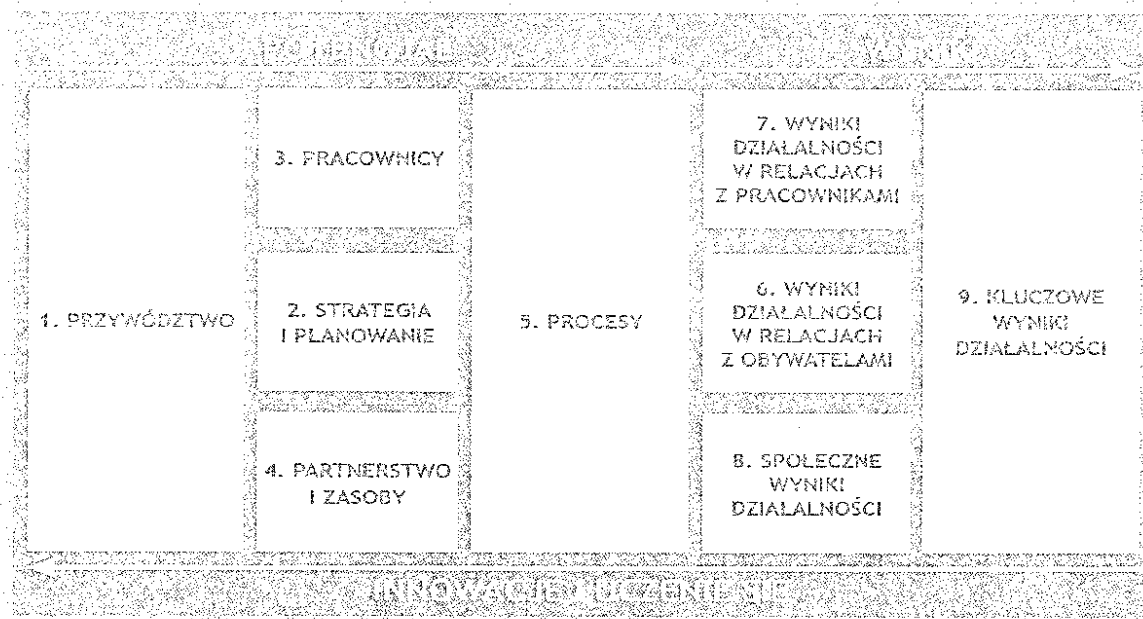 POTENCJAŁ
WYNIKI
1. PRZYWÓDZTWO
3. PRACOWNICY
2. STRATEGIA
I PLANOWANIE
4. PARTNERSTWO
I ZASOBY
5. PROCESY
7. WYNIKI
DZIAŁALNOŚCI
W RELACJACH
Z PRACOWNIKAMI
6. WYNIKI
DZIAŁALNOŚCI
W RELACJACH
Z OBYWATELAMI
8. SPOŁECZNE
WYNIKI
DZIAŁALNOŚCI
9. KLUCZOWE
WYNIKI
DZIAŁALNOŚCI
INNOWACJE I UCZENIE SIĘ